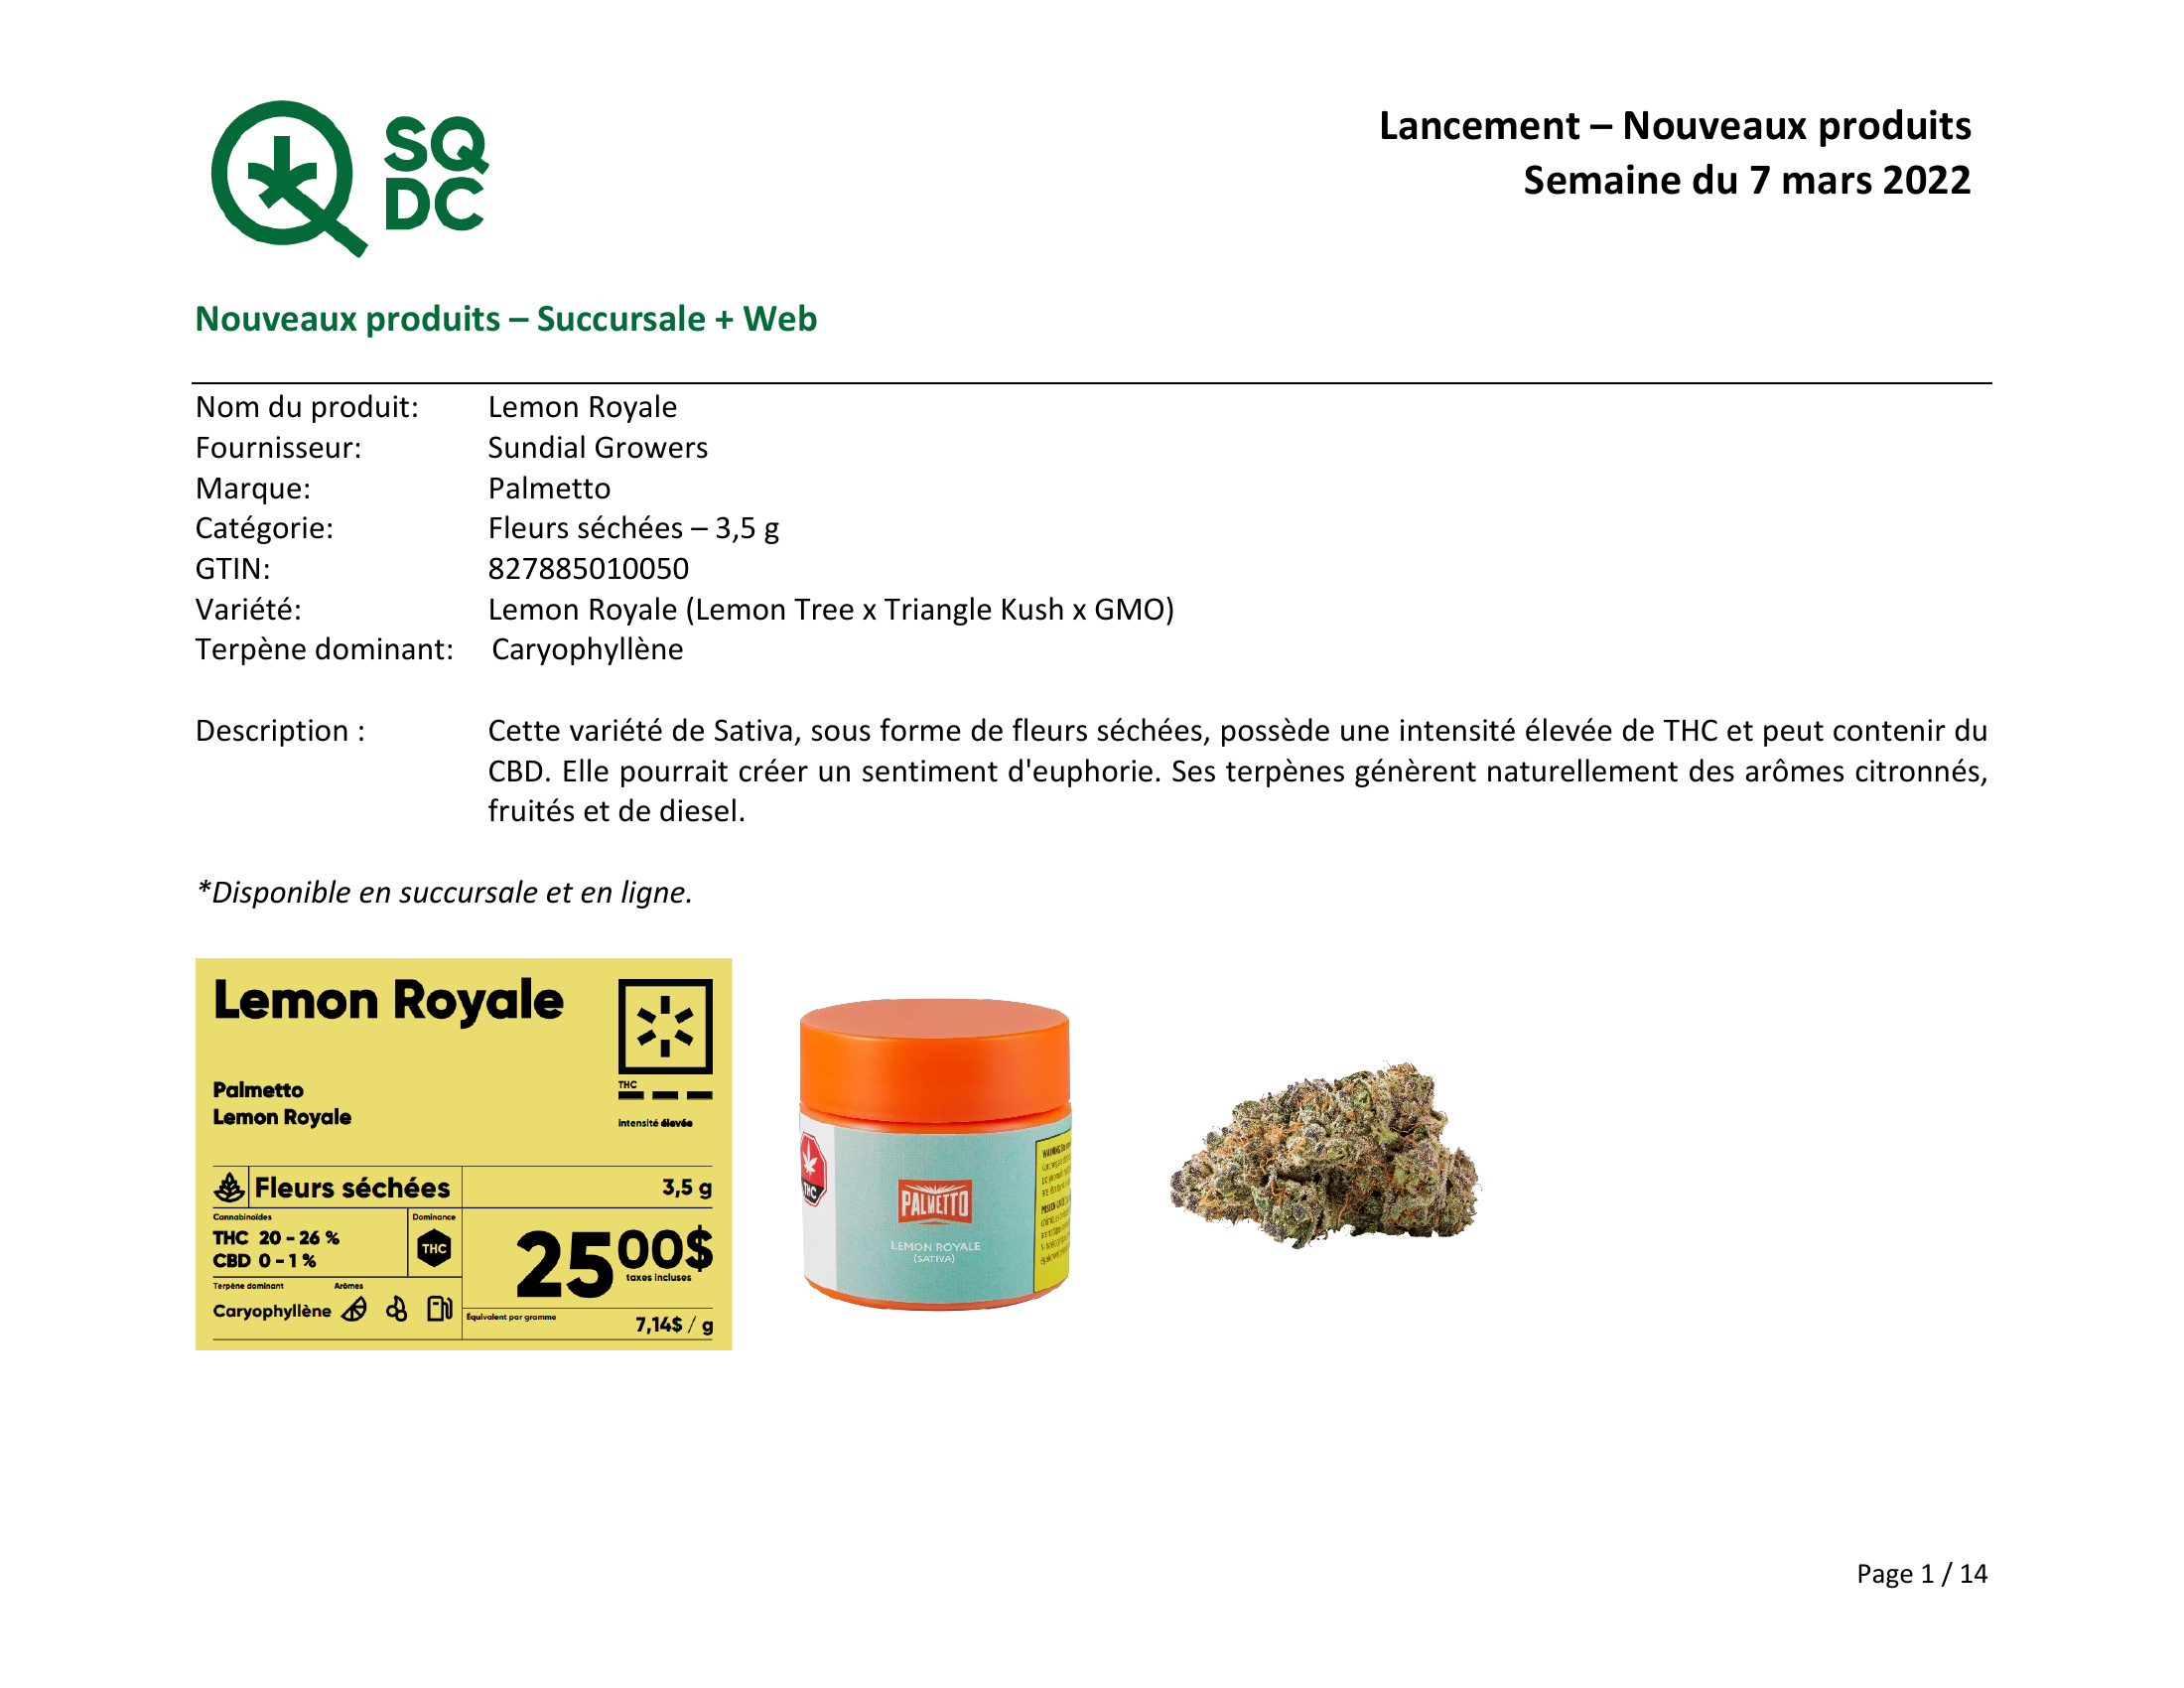 SQ
DC
Lancement – Nouveaux produits
Semaine du 7 mars 2022
Nouveaux produits – Succursale + Web
Nom du produit: Lemon Royale
Fournisseur: Sundial Growers
Marque: Palmetto
Catégorie: Fleurs séchées – 3,5 g
GTIN: 827885010050
Variété: Lemon Royale (Lemon Tree x Triangle Kush x GMO)
Terpène dominant: Caryophyllène
Description : Cette variété de Sativa, sous forme de fleurs séchées, possède une intensité élevée de THC et peut contenir du
CBD. Elle pourrait créer un sentiment d'euphorie. Ses terpènes génèrent naturellement des arômes citronnés,
fruités et de diesel.
*Disponible en succursale et en ligne.
Lemon Royale
Palmetto
Lemon Royale
THC
Intensité élevée
Fleurs séchées 3,5 g
Cannabinoïdes Dominance
THC 20 - 26 %
CBD 0 - 1 %
THC
25 00$
taxes incluses
Terpène dominant Arômes
Caryophyllène
Équivalent par gramme
7,14$ / g
THC
PALMETTO
LEMON ROYALE
(SATIVA)
WARNING
Page 1 / 14